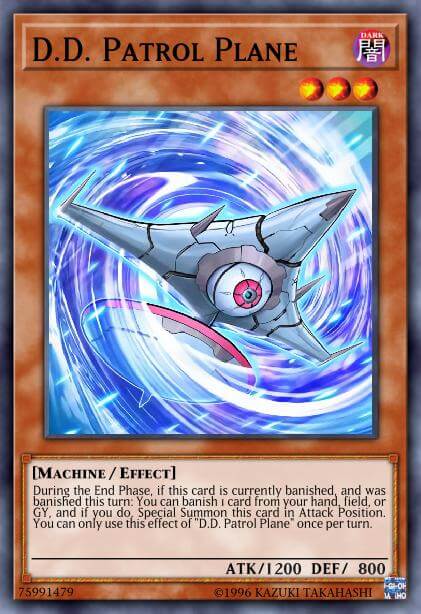 D.D. PATROL PLANE
DARK
闇
[MACHINE / EFFECT]
During the End Phase, if this card is currently banished, and was
banished this turn: You can banish 1 card from your hand, field, or
GY, and if you do, Special Summon this card in Attack Position.
You can only use this effect of "D.D. Patrol Plane" once per turn.
ATK/1200 DEF/ 800
75991479
©1996 KAZUKI TAKAHASHI